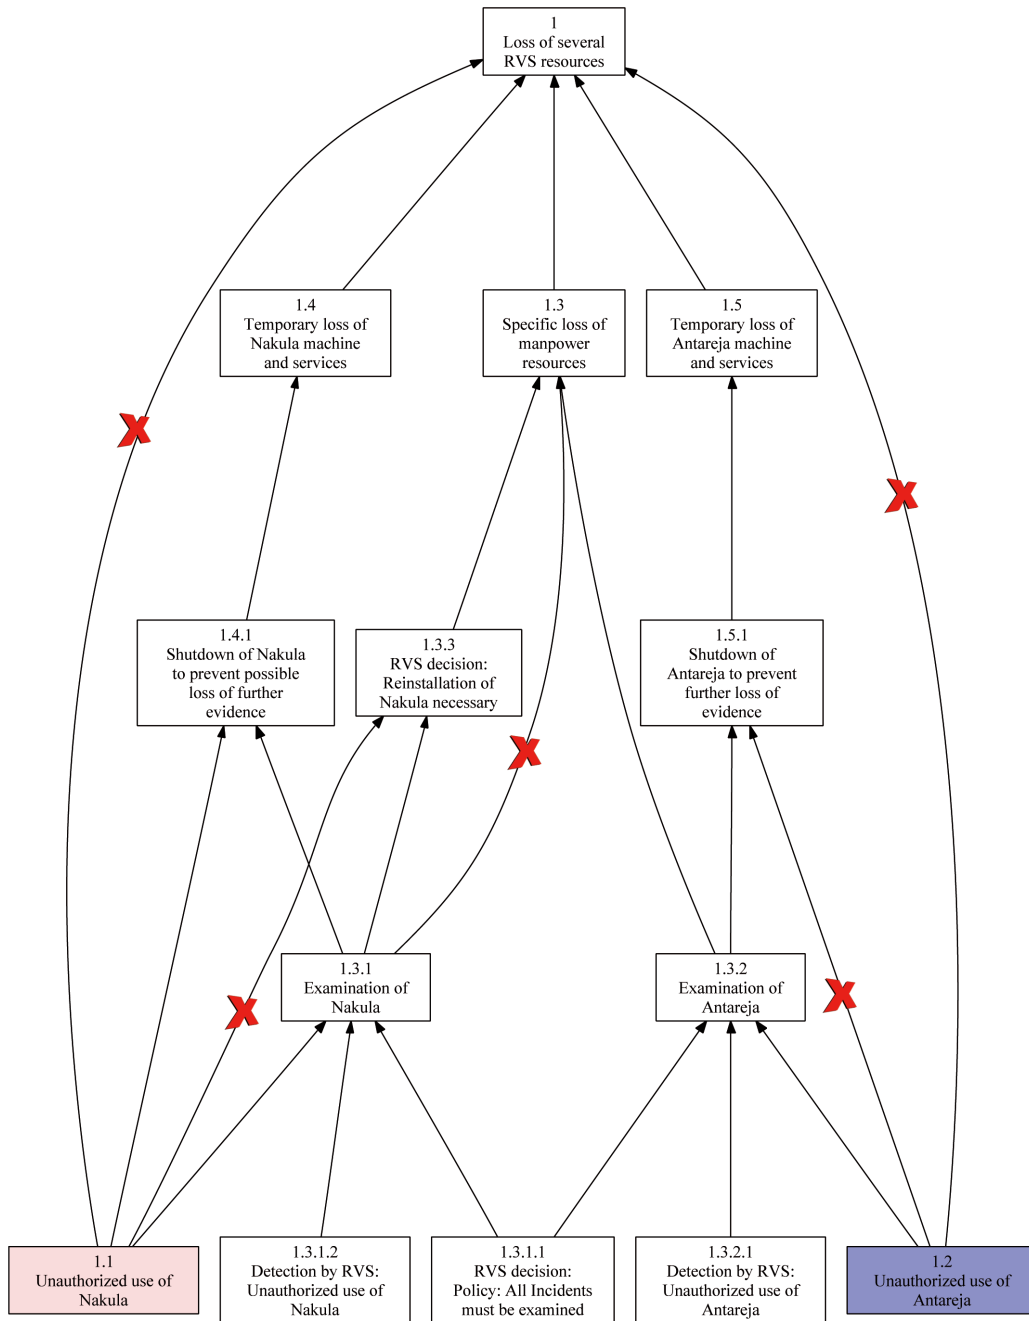 1
Loss of several
RVS resources
1.4
Temporary loss of
Nakula machine
and services
1.3
Specific loss of
manpower
resources
1.5
Temporary loss of
Antareja machine
and services
1.4.1
Shutdown of Nakula
to prevent possible
loss of further
evidence
1.3.3
RVS decision:
Reinstallation of
Nakula necessary
1.5.1
Shutdown of
Antareja to prevent
further loss of
evidence
1.3.1
Examination of
Nakula
1.3.2
Examination of
Antareja
1.1
Unauthorized use of
Nakula
1.3.1.2
Detection by RVS:
Unauthorized use of
Nakula
1.3.1.1
RVS decision:
Policy: All Incidents
must be examined
1.3.2.1
Detection by RVS:
Unauthorized use of
Antareja
1.2
Unauthorized use of
Antareja